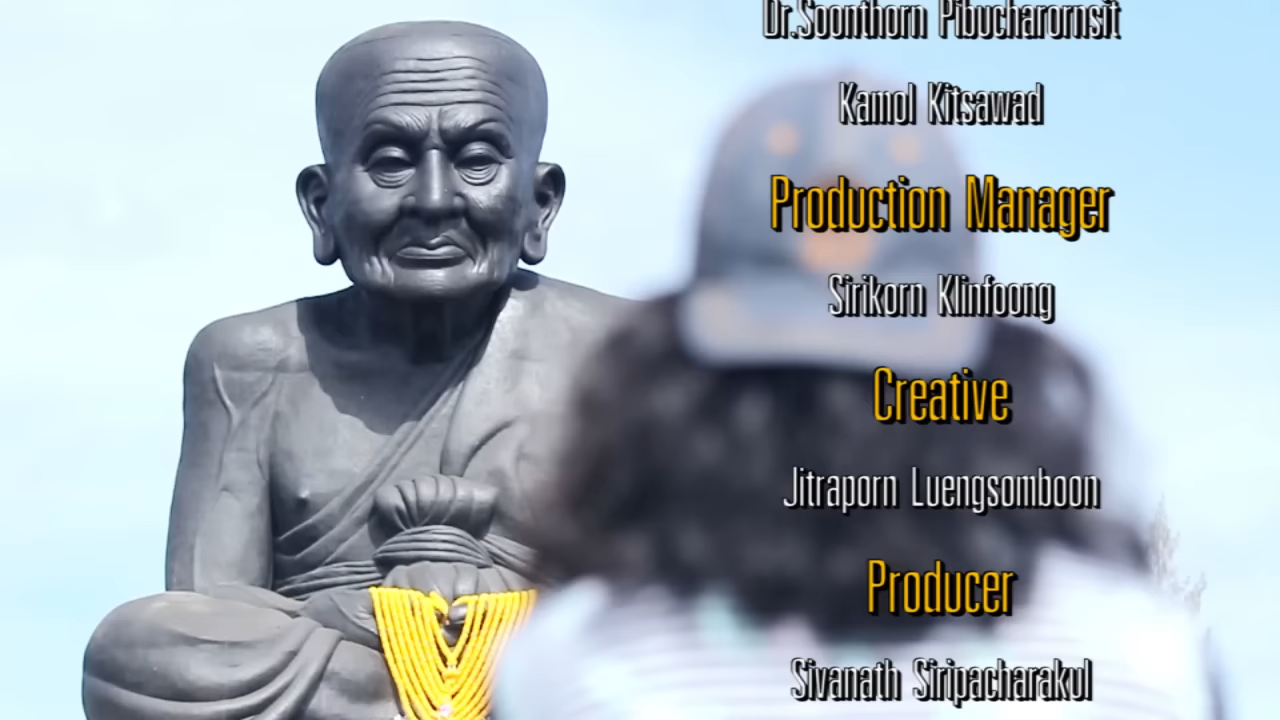 Dr.Soonthorn Pibucharornsit
Kamol Kitsawad
Production Manager
Sirikorn Klinfoong
Creative
Jitraporn Luengsomboon
Producer
Sivanath Siripacharakul